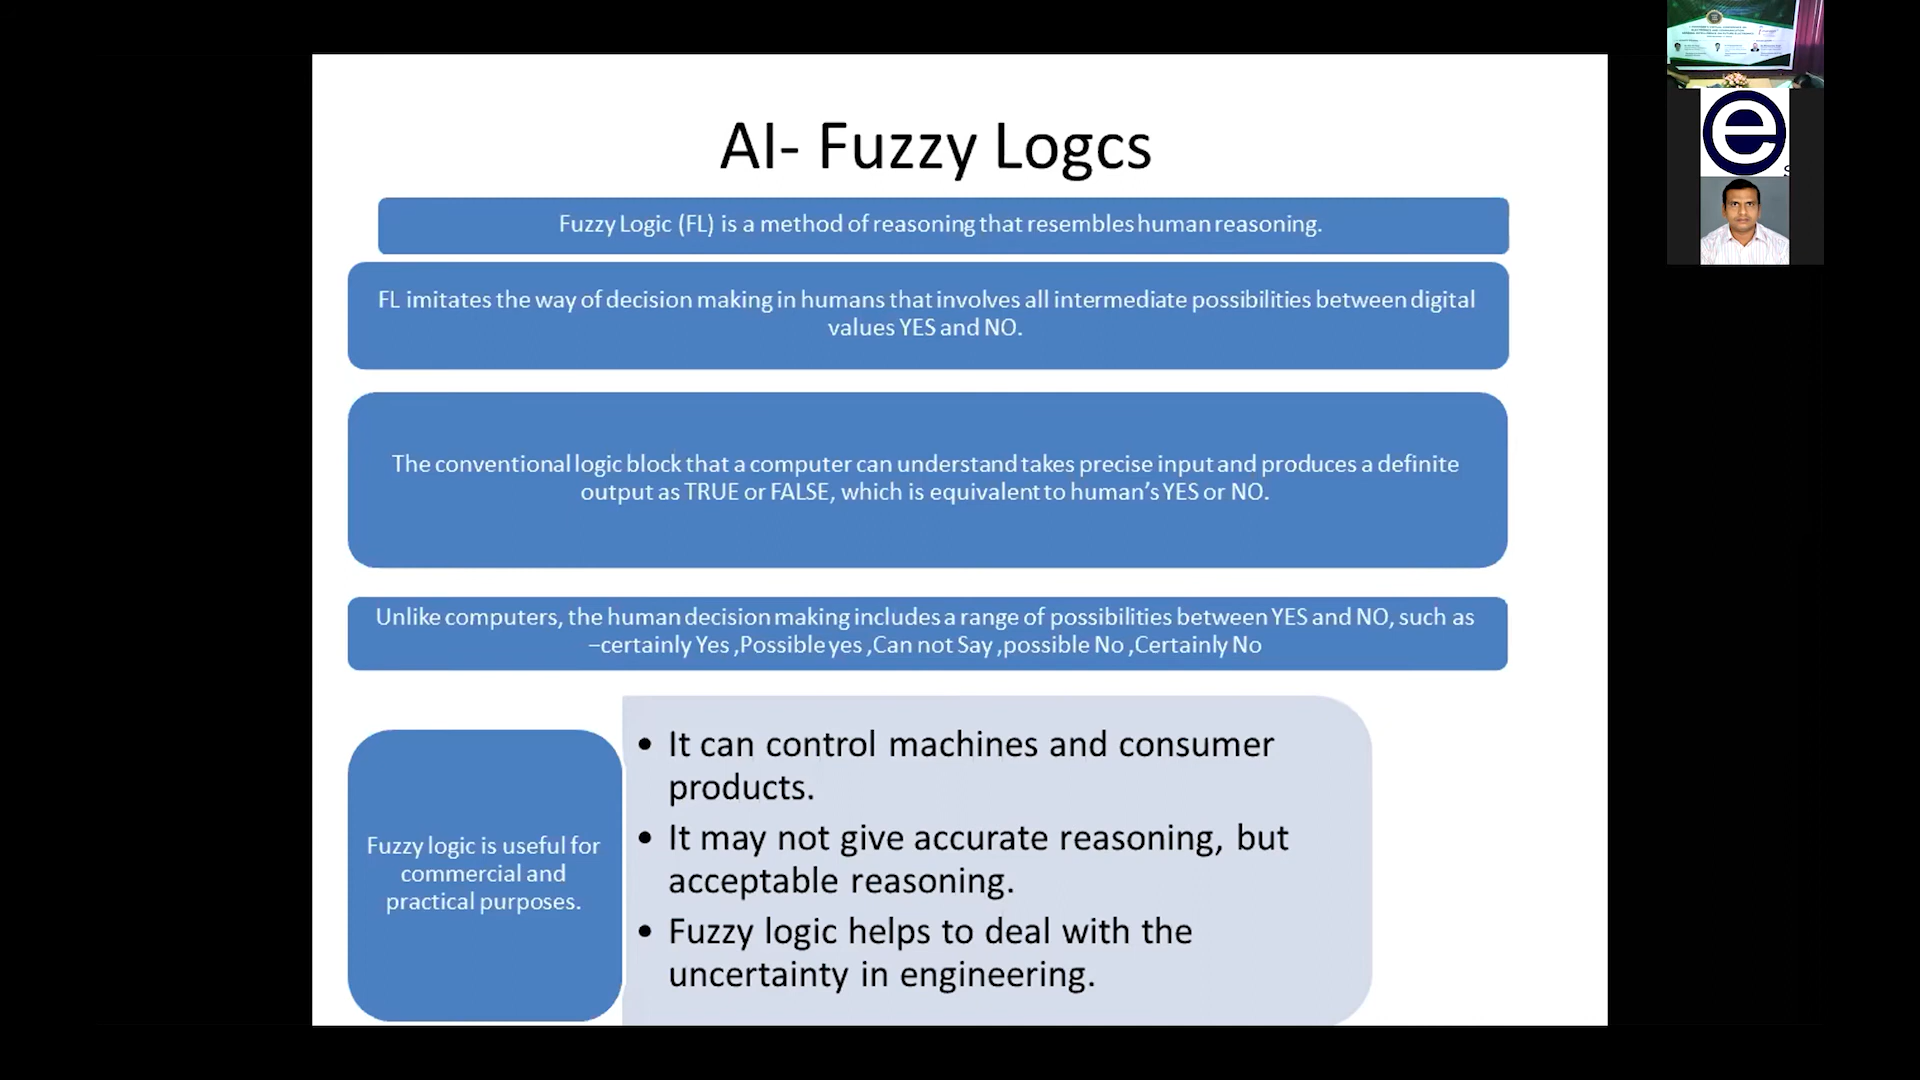 AI- Fuzzy Logcs
Fuzzy Logic (FL) is a method of reasoning that resembles human reasoning.
FL imitates the way of decision making in humans that involves all intermediate possibilities between digital
values YES and NO.
The conventional logic block that a computer can understand takes precise input and produces a definite
output as TRUE or FALSE, which is equivalent to human’s YES or NO.
Unlike computers, the human decision making includes a range of possibilities between YES and NO, such as
−certainly Yes ,Possible yes ,Can not Say ,possible No ,Certainly No
Fuzzy logic is useful for
commercial and
practical purposes.
• It can control machines and consumer
products.
• It may not give accurate reasoning, but
acceptable reasoning.
• Fuzzy logic helps to deal with the
uncertainty in engineering.
e